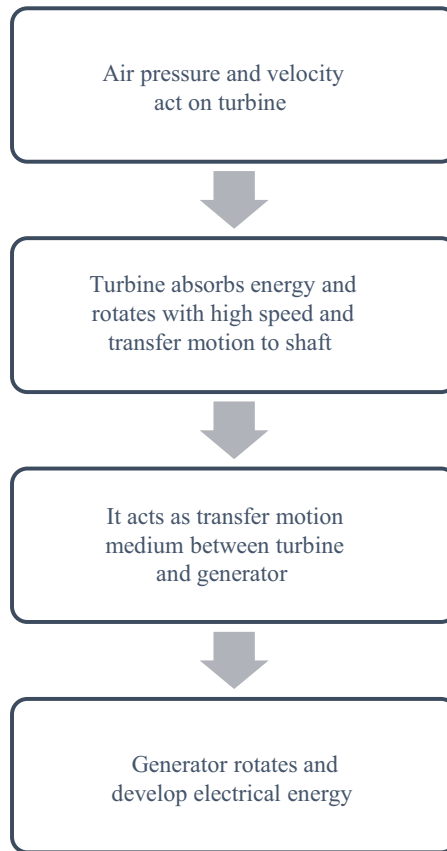 Air pressure and velocity
act on turbine
Turbine absorbs energy and
rotates with high speed and
transfer motion to shaft
It acts as transfer motion
medium between turbine
and generator
Generator rotates and
develop electrical energy